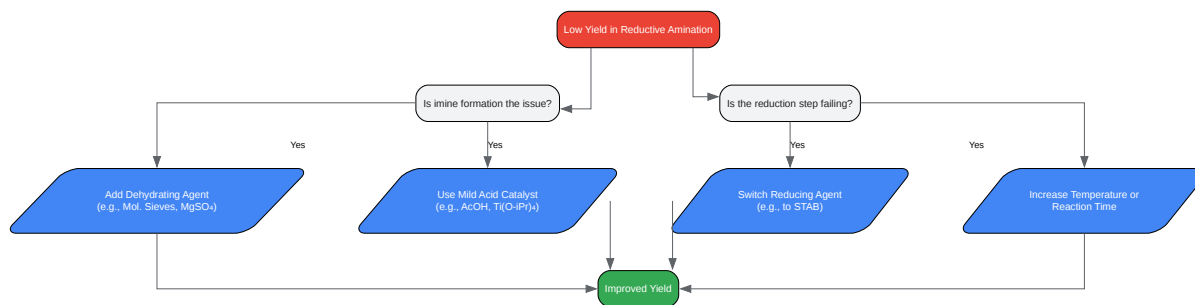 Low Yield in Reductive Amination
Is imine formation the issue?
Is the reduction step failing?
Yes
Yes
Yes
Yes
Add Dehydrating Agent
(e.g., Mol. Sieves, MgSO₄)
Use Mild Acid Catalyst
(e.g., AcOH, Ti(O-iPr)₄)
Switch Reducing Agent
(e.g., to STAB)
Increase Temperature or
Reaction Time
Improved Yield